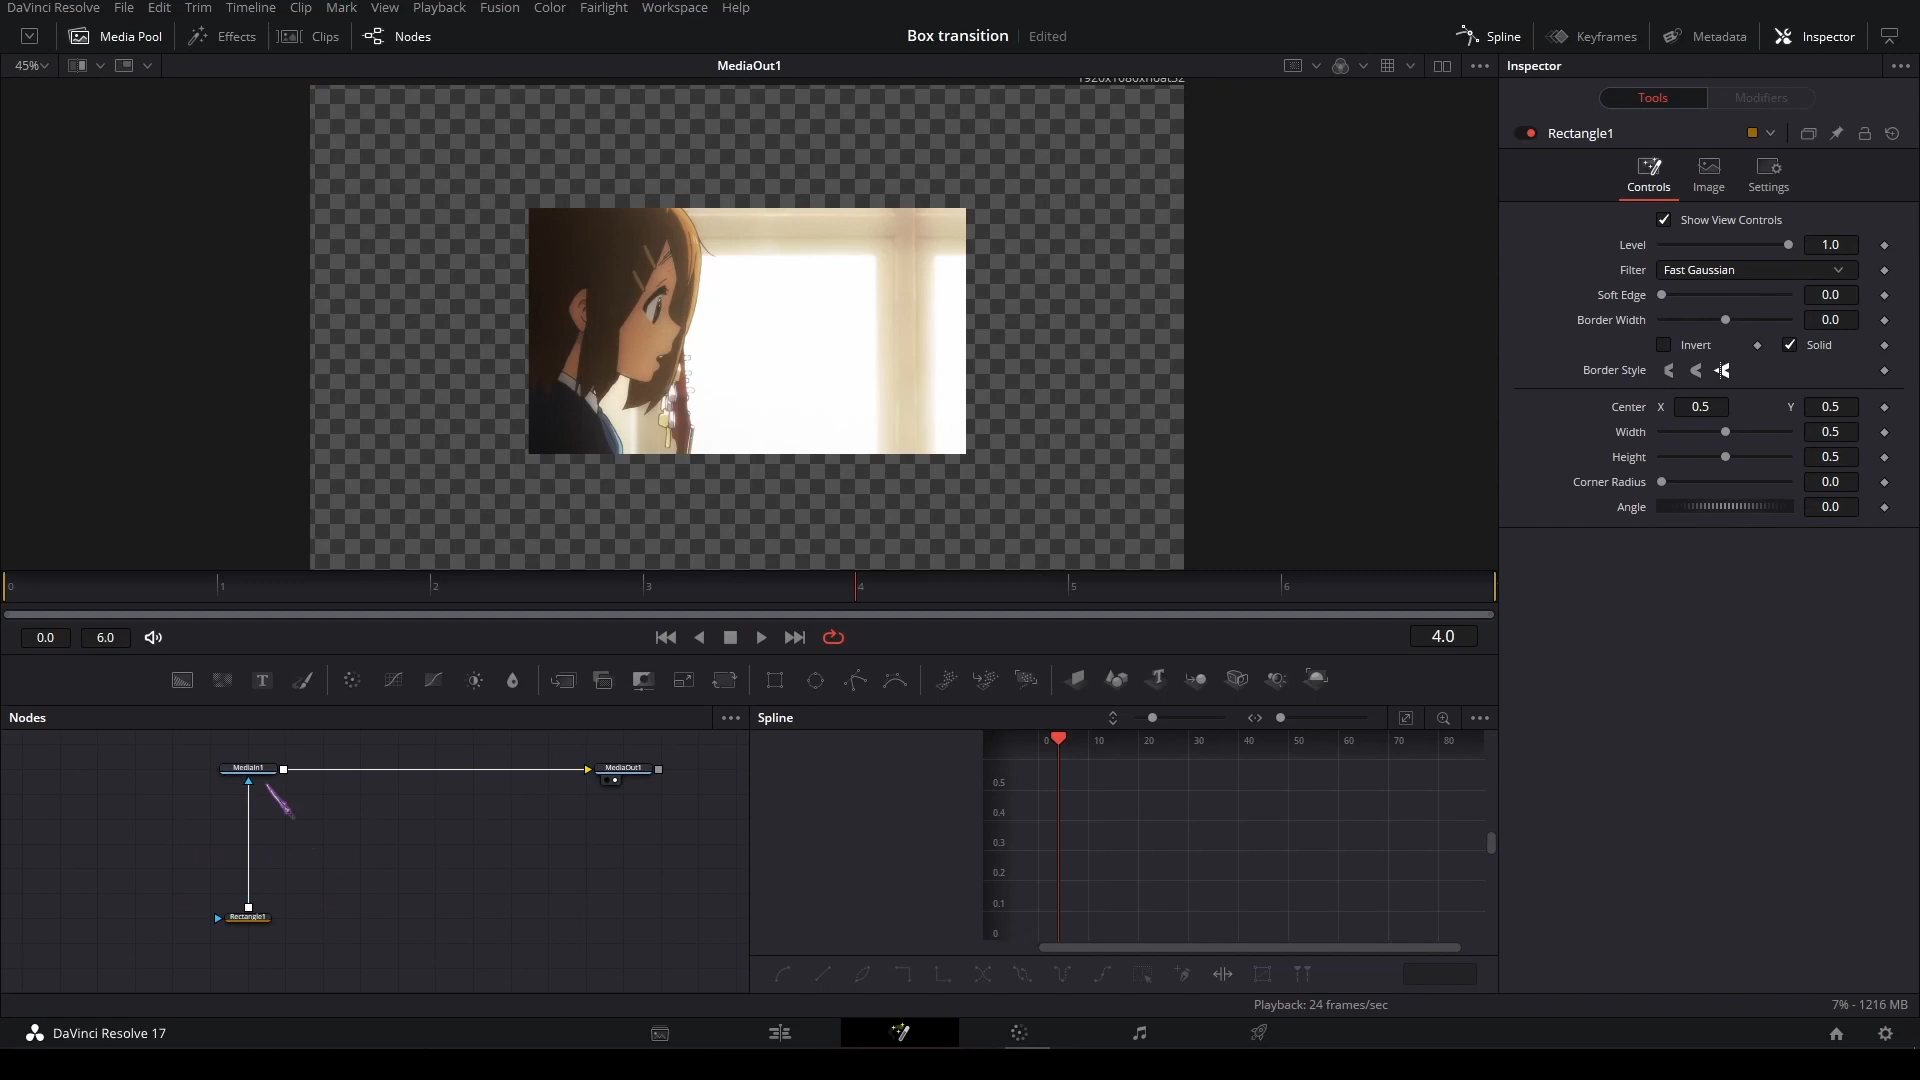 DaVinci Resolve File Edit Trim Timeline Clip Mark View Playback Fusion Color Fairlight Workspace Help
Media Pool Effects Clips Nodes Box transition Edited Spline Keyframes Metadata Inspector
45% MediaOut1 Inspector
1920x1080xfloat32
Tools Modifiers
Rectangle1
Controls Image Settings
Show View Controls
Level 1.0
Filter Fast Gaussian
Soft Edge 0.0
Border Width 0.0
Invert Solid
Border Style
Center X 0.5 Y 0.5
Width 0.5
Height 0.5
Corner Radius 0.0
Angle 0.0
0 1 2 3 4 5 6
0.0 6.0 4.0
T T
Nodes Spline
0 10 20 30 40 50 60 70 80
MediaIn1 MediaOut1
0.5
0.4
0.3
0.2
0.1
0
Rectangle1
Playback: 24 frames/sec 7% - 1216 MB
DaVinci Resolve 17